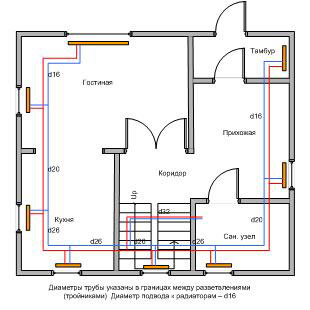 Тамбур
d16
Гостиная
d16
Прихожая
d20
Коридор
Up
Кухня
d32
d20
d26
Сан. узел
d26
d26
d26
Диаметры трубы указаны в границах между разветвлениями
(тройниками) Диаметр подвода к радиаторам – d16